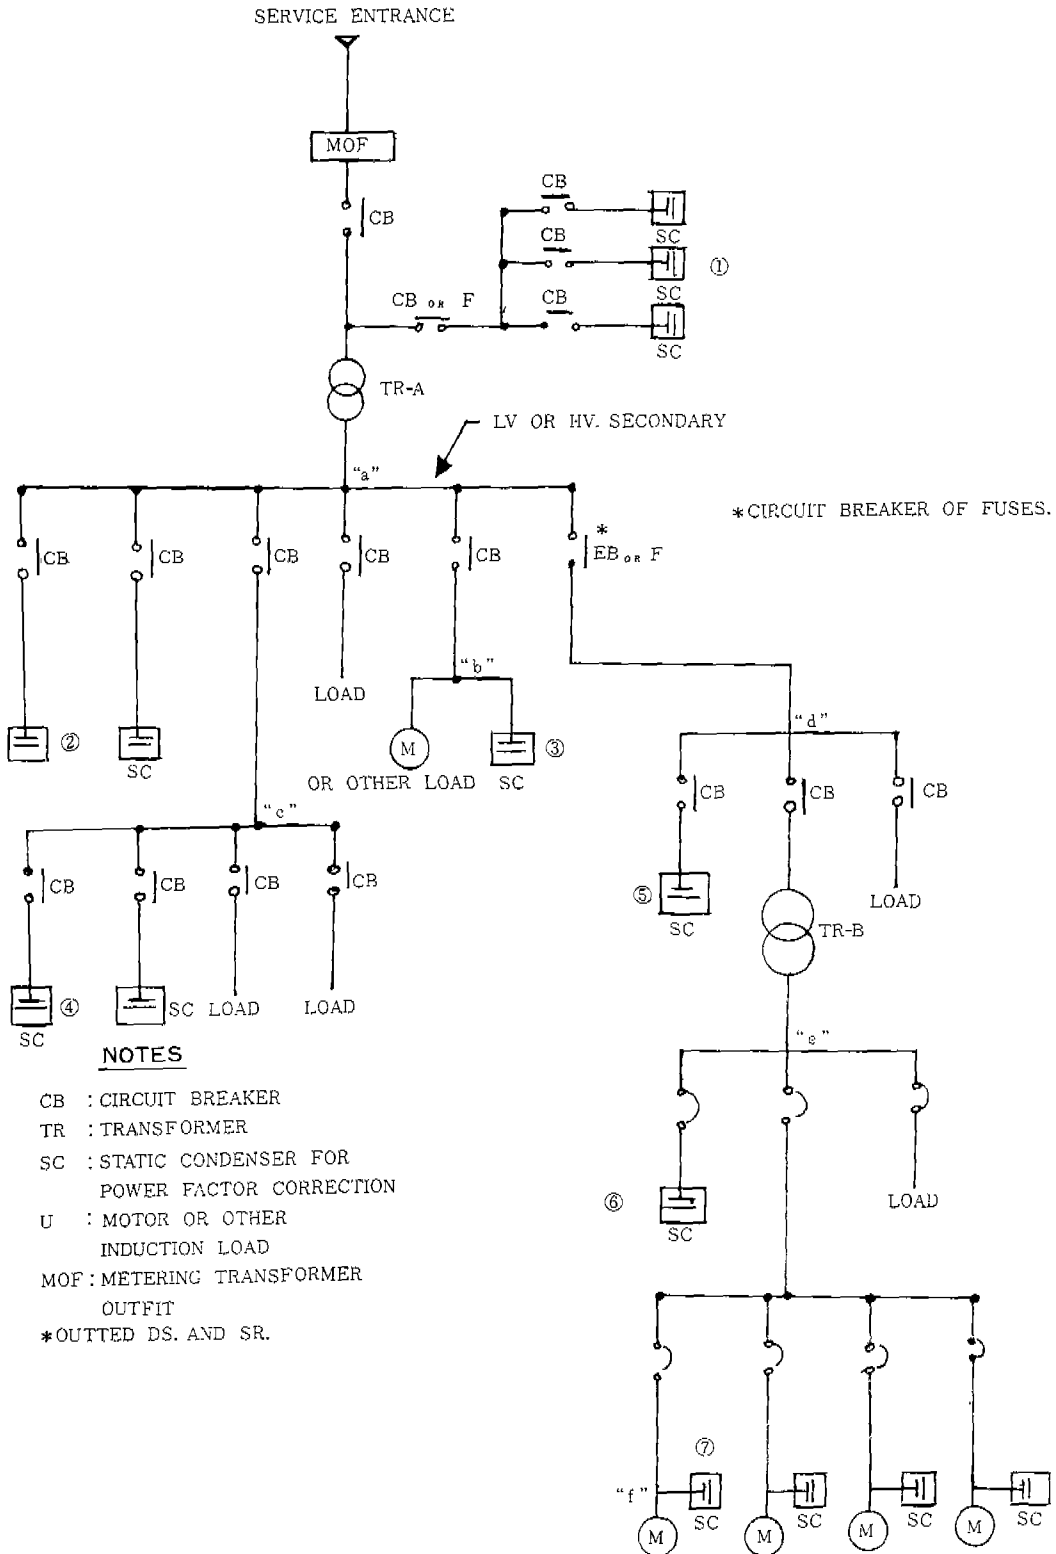 SERVICE ENTRANCE
MOF
CB
CB
SC
CB
SC
①
CB OR F
CB
SC
TR-A
LV OR HV. SECONDARY
"a"
*CIRCUIT BREAKER OF FUSES.
CB
CB
CB
CB
CB
*
EB OR F
LOAD
"b"
②
SC
M
③
OR OTHER LOAD
SC
"d"
CB
CB
CB
"c"
CB
CB
CB
CB
⑤
SC
TR-B
LOAD
④
SC
SC
LOAD
LOAD
"e"
⑥
SC
LOAD
NOTES
CB : CIRCUIT BREAKER
TR : TRANSFORMER
SC : STATIC CONDENSER FOR
POWER FACTOR CORRECTION
U : MOTOR OR OTHER
INDUCTION LOAD
MOF : METERING TRANSFORMER
OUTFIT
*OUTTED DS. AND SR.
⑦
"f"
SC
SC
SC
SC
M
M
M
M